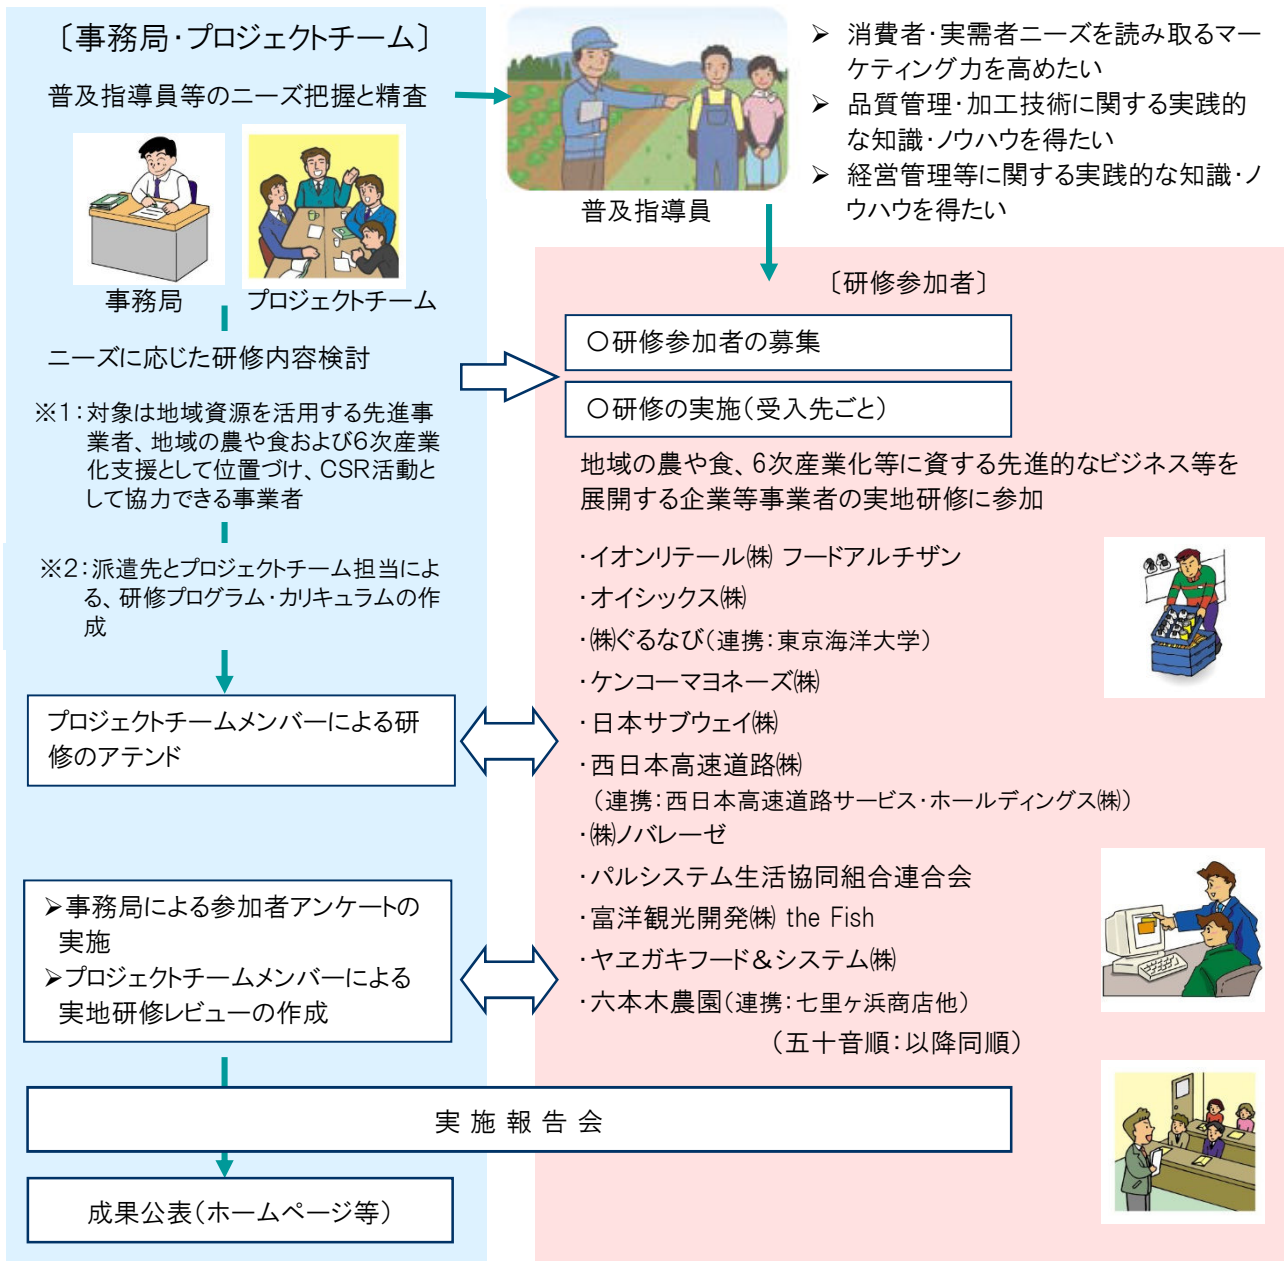 〔事務局・プロジェクトチーム〕
普及指導員等のニーズ把握と精査
事務局
プロジェクトチーム
ニーズに応じた研修内容検討
※1：対象は地域資源を活用する先進事
業者、地域の農や食および6次産業
化支援として位置づけ、CSR活動と
して協力できる事業者
※2：派遣先とプロジェクトチーム担当によ
る、研修プログラム・カリキュラムの作
成
プロジェクトチームメンバーによる研
修のアテンド
➢事務局による参加者アンケートの
実施
➢プロジェクトチームメンバーによる
実地研修レビューの作成
普及指導員
➢ 消費者・実需者ニーズを読み取るマー
ケティング力を高めたい
➢ 品質管理・加工技術に関する実践的
な知識・ノウハウを得たい
➢ 経営管理等に関する実践的な知識・ノ
ウハウを得たい
〔研修参加者〕
○研修参加者の募集
○研修の実施（受入先ごと）
地域の農や食、6次産業化等に資する先進的なビジネス等を
展開する企業等事業者の実地研修に参加
・イオンリテール㈱ フードアルチザン
・オイシックス㈱
・㈱ぐるなび（連携：東京海洋大学）
・ケンコーマヨネーズ㈱
・日本サブウェイ㈱
・西日本高速道路㈱
（連携：西日本高速道路サービス・ホールディングス㈱）
・㈱ノバレーゼ
・パルシステム生活協同組合連合会
・富洋観光開発㈱ the Fish
・ヤヱガキフード＆システム㈱
・六本木農園（連携：七里ヶ浜商店他）
（五十音順：以降同順）
実施報告会
成果公表（ホームページ等）